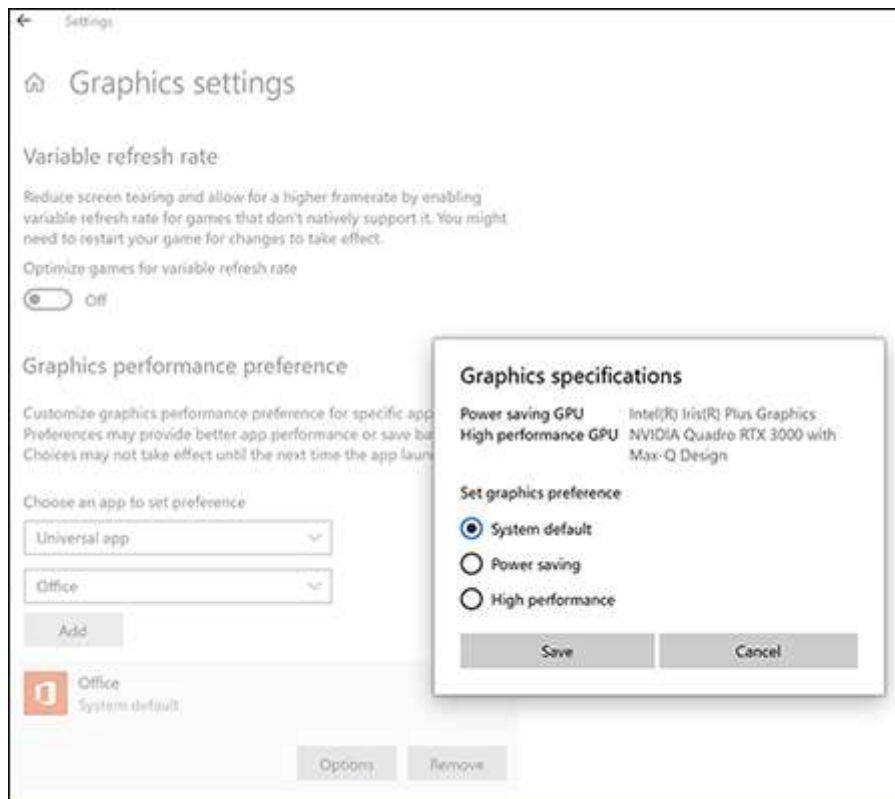 Settings
Graphics settings
Variable refresh rate
Reduce screen tearing and allow for a higher framerate by enabling
variable refresh rate for games that don't natively support it. You might
need to restart your game for changes to take effect.
Optimize games for variable refresh rate
Off
Graphics performance preference
Customize graphics performance preference for specific app
Preferences may provide better app performance or save
Choices may not take effect until the next time the app
Choose an app to set preference
Universal app
Office
Add
Office
System default
Options
Remove
Graphics specifications
Power saving GPU Intel(R) Iris(R) Plus Graphics
High performance GPU NVIDIA Quadro RTX 3000 with
Max-Q Design
Set graphics preference
System default
Power saving
High performance
Save
Cancel